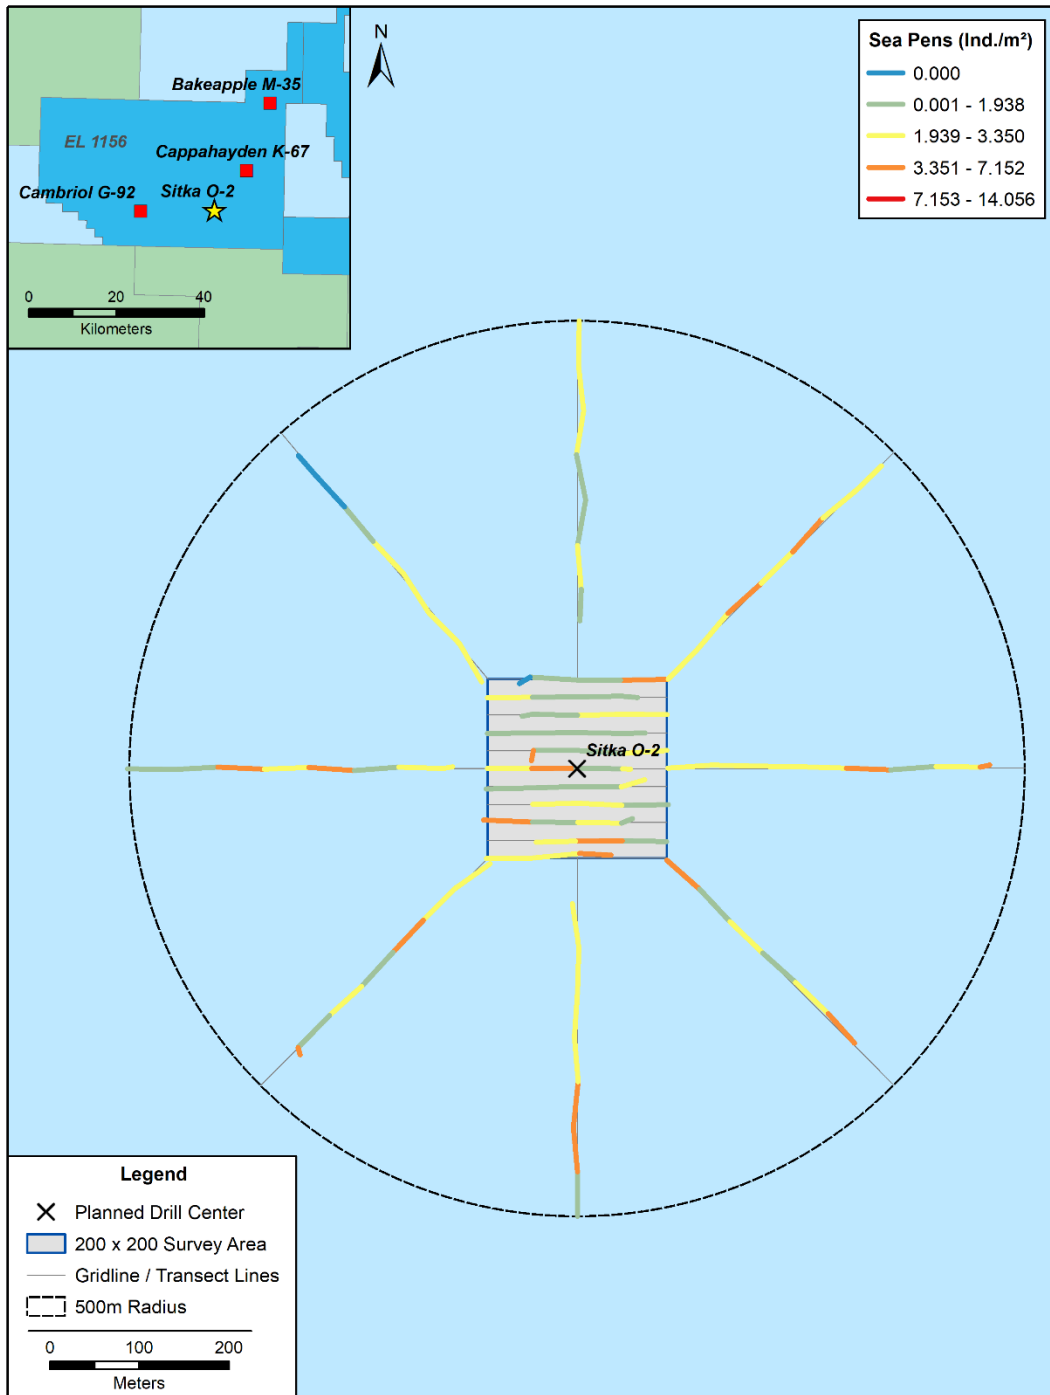 N
Bakeapple M-35
EL 1156
Cappahayden K-67
Cambriol G-92
Sitka O-2
0 20 40
Kilometers
Sea Pens (Ind./m²)
0.000
0.001 - 1.938
1.939 - 3.350
3.351 - 7.152
7.153 - 14.056
Sitka O-2
Legend
Planned Drill Center
200 x 200 Survey Area
Gridline / Transect Lines
500m Radius
0 100 200
Meters